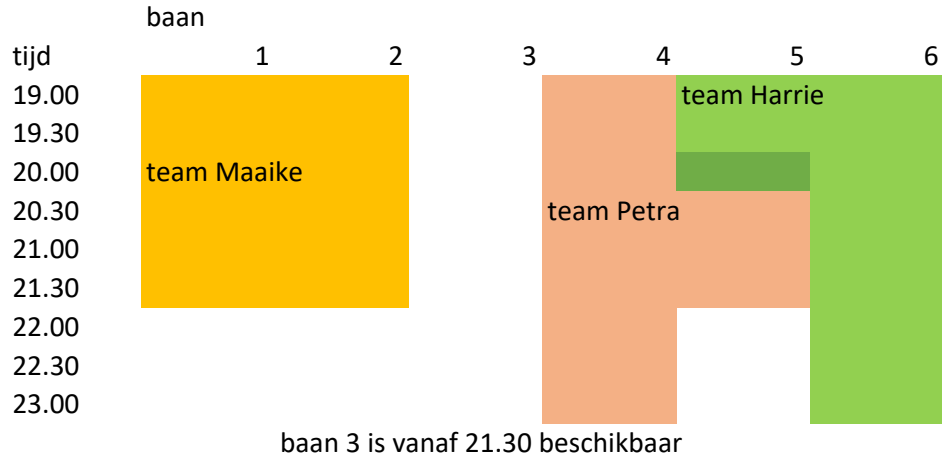 baan
tijd 1 2 3 4 5 6
19.00 team Harrie
19.30
20.00 team Maaike
20.30 team Petra
21.00
21.30
22.00
22.30
23.00
baan 3 is vanaf 21.30 beschikbaar